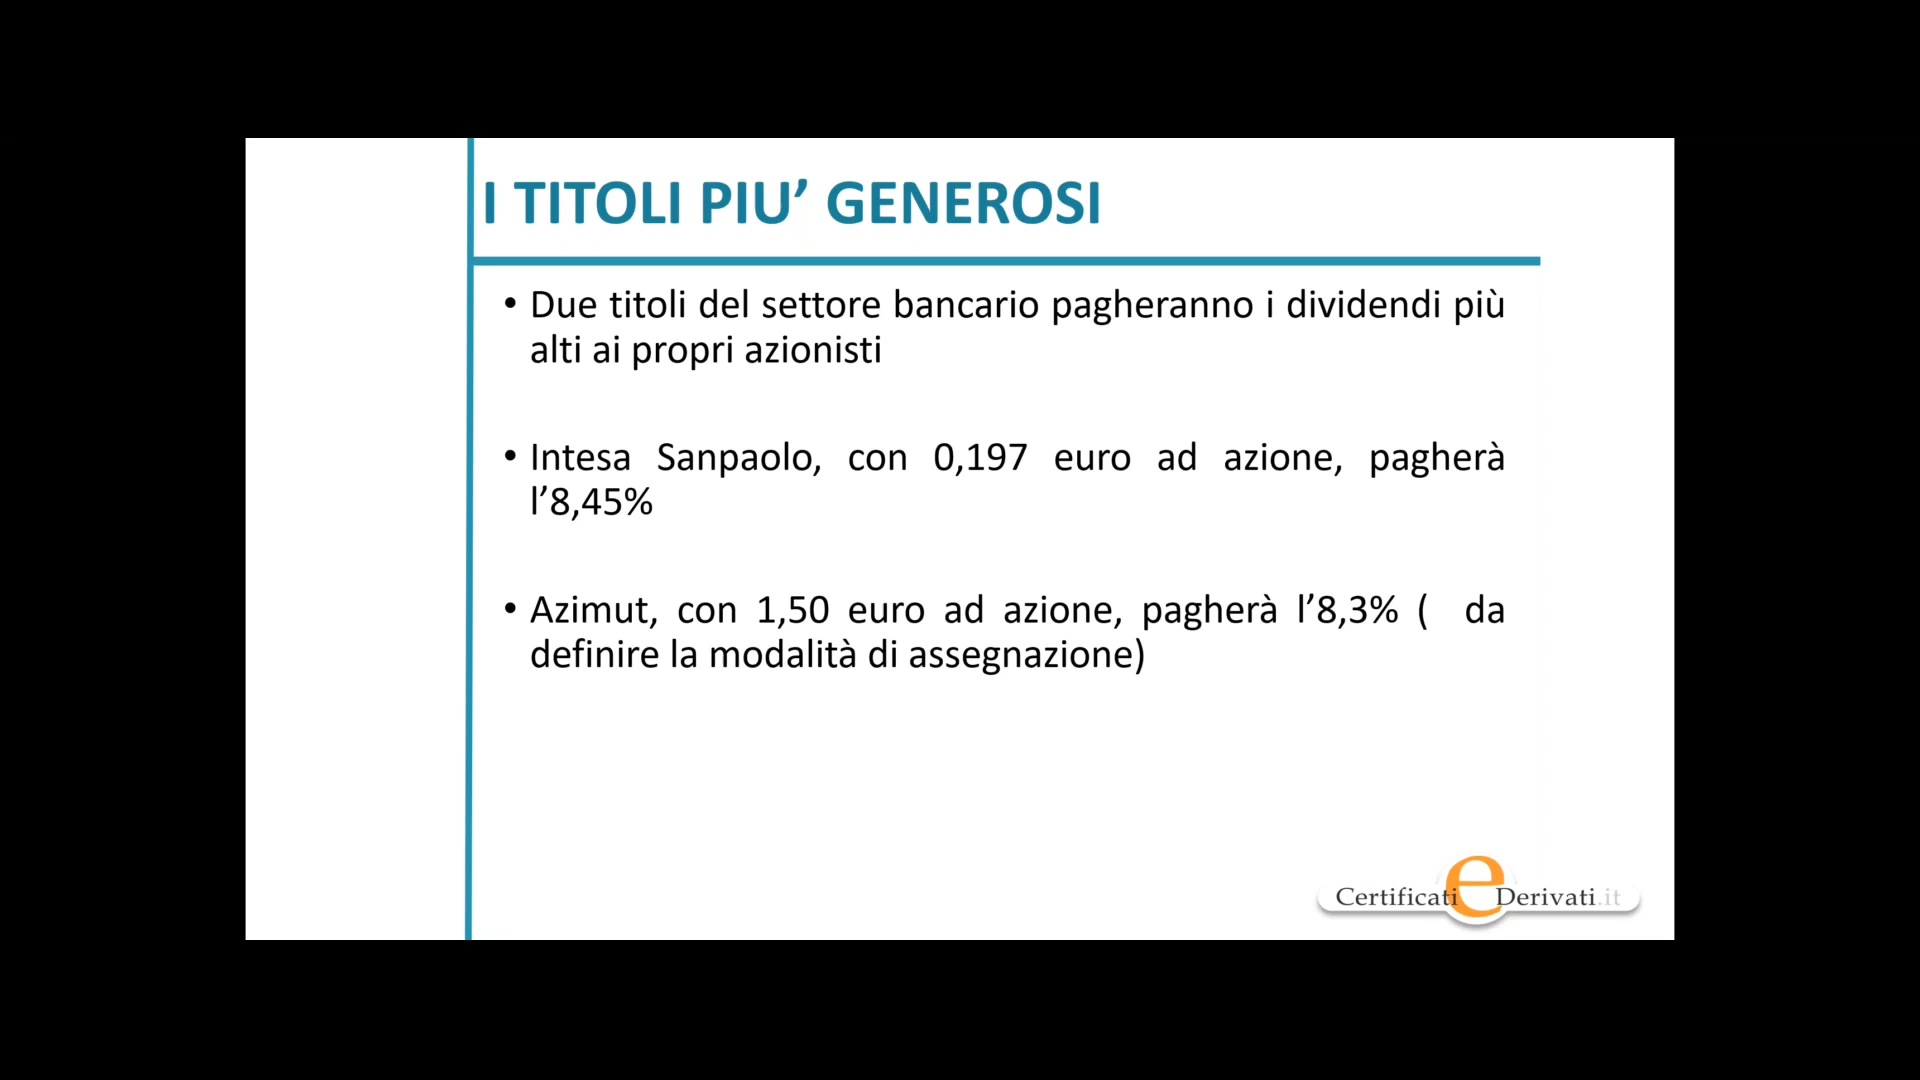 I TITOLI PIU’ GENEROSI
• Due titoli del settore bancario pagheranno i dividendi più
alti ai propri azionisti
• Intesa Sanpaolo, con 0,197 euro ad azione, pagherà
l’8,45%
• Azimut, con 1,50 euro ad azione, pagherà l’8,3% ( da
definire la modalità di assegnazione)
Certificati e Derivati.it